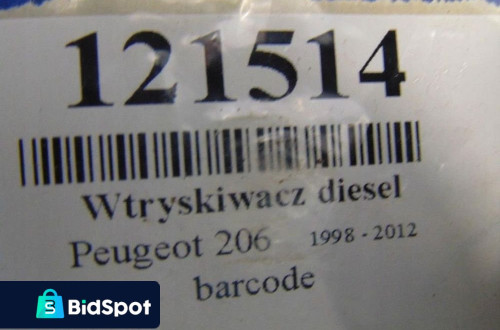 121514
Wtryskiwacz diesel
Peugeot 206 1998 - 2012
barcode
BidSpot